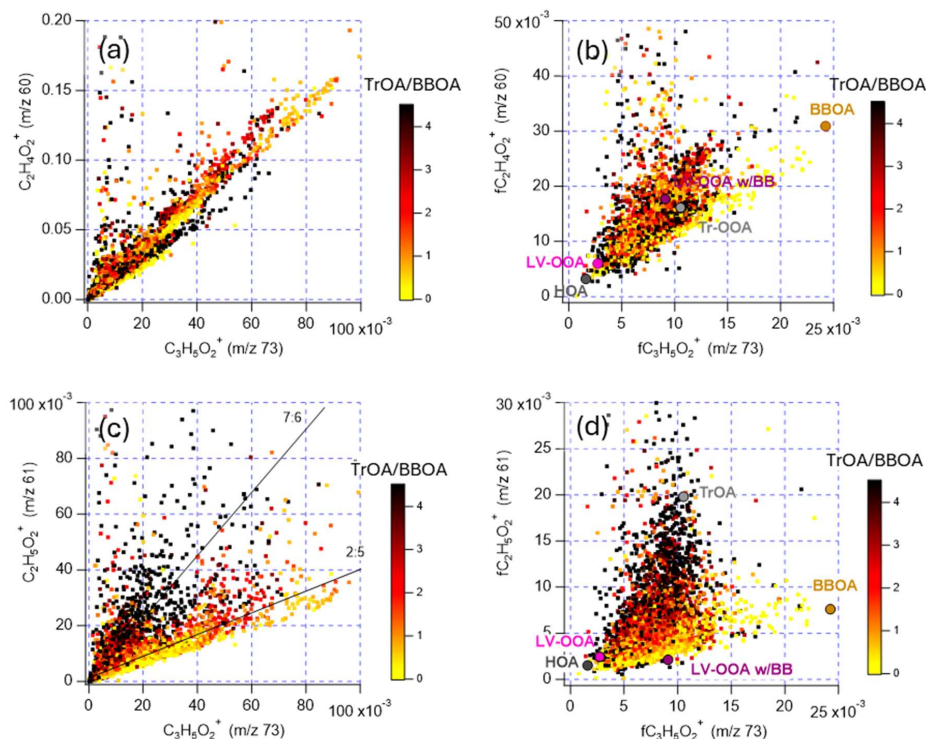 (a)
C₂H₄O₂⁺ (m/z 60)
0.20
0.15
0.10
0.05
0.00
0 20 40 60 80 100 x10⁻³
C₃H₅O₂⁺ (m/z 73)
TrOA/BBOA
4
3
2
1
0
(b)
fC₂H₄O₂⁺ (m/z 60)
50 x10⁻³
40
30
20
10
0
0 5 10 15 20 25 x10⁻³
fC₃H₅O₂⁺ (m/z 73)
BBOA
OOA w/BB
Tr-OOA
LV-OOA
HOA
TrOA/BBOA
4
3
2
1
0
(c)
C₂H₅O₂⁺ (m/z 61)
100 x10⁻³
80
60
40
20
0
0 20 40 60 80 100 x10⁻³
C₃H₅O₂⁺ (m/z 73)
7:6
2:5
TrOA/BBOA
4
3
2
1
0
(d)
fC₂H₅O₂⁺ (m/z 61)
30 x10⁻³
25
20
15
10
5
0
0 5 10 15 20 25 x10⁻³
fC₃H₅O₂⁺ (m/z 73)
TrOA
BBOA
LV-OOA
HOA
LV-OOA w/BB
TrOA/BBOA
4
3
2
1
0